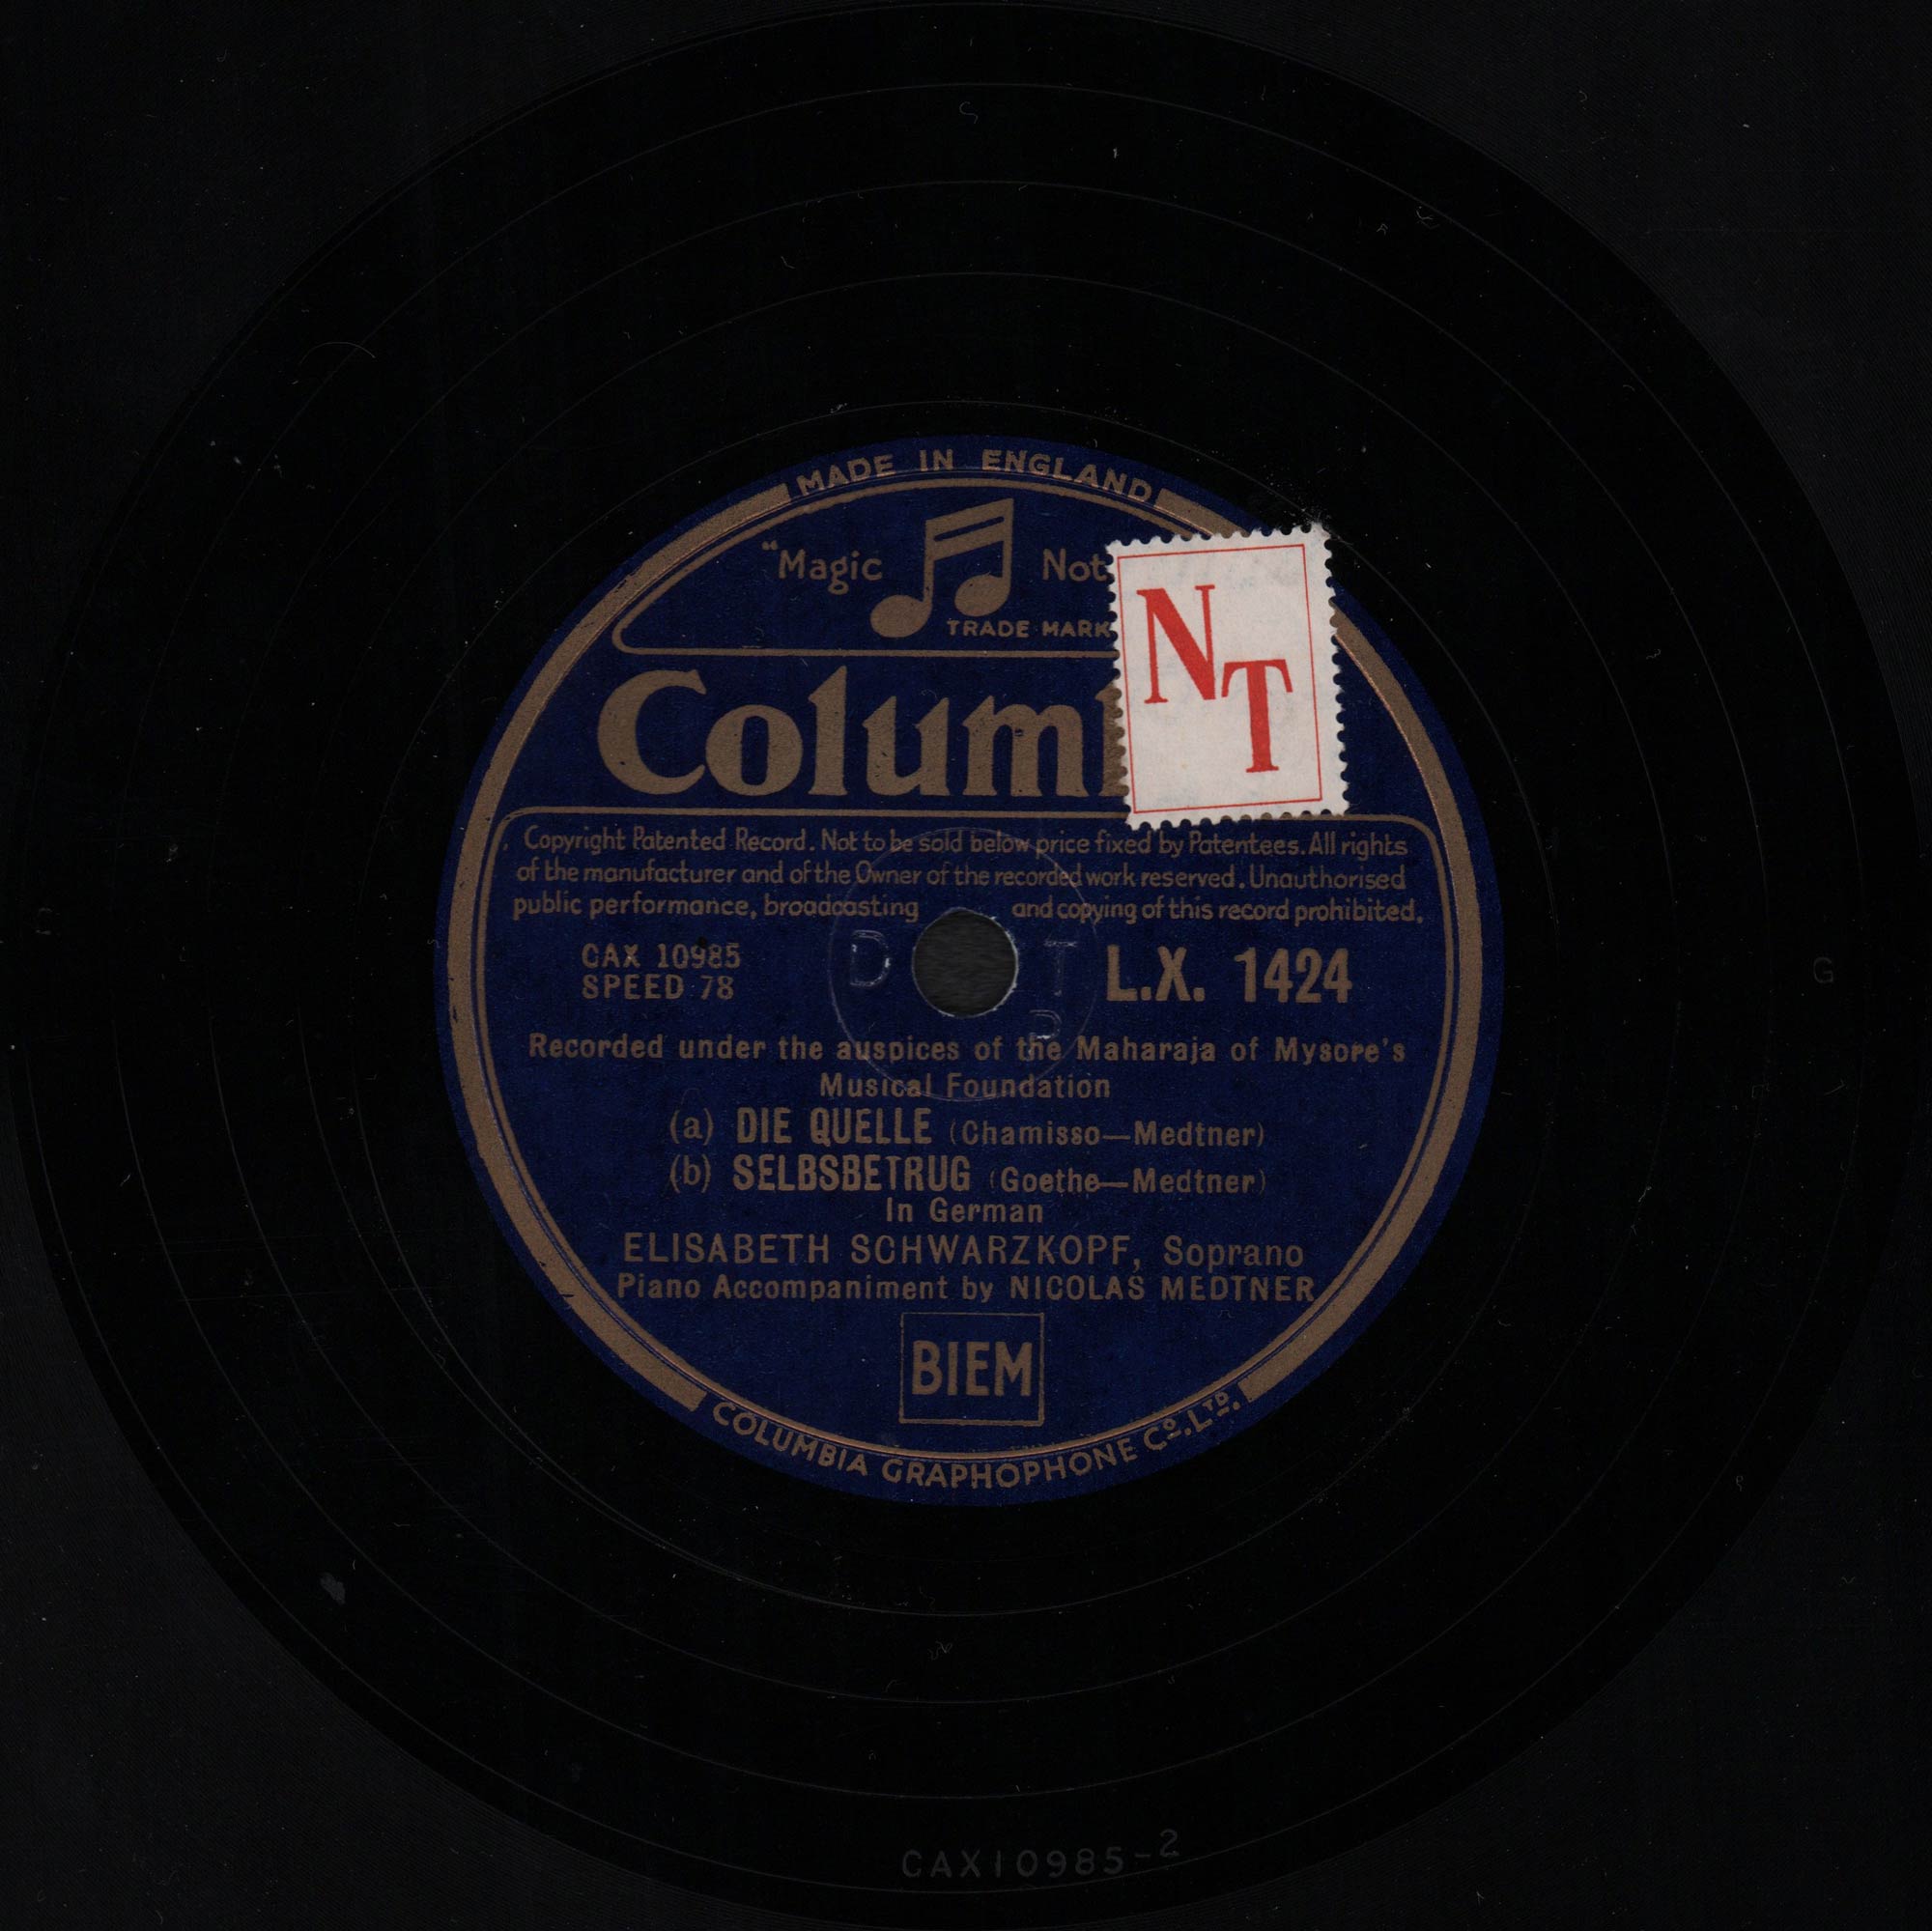 MADE IN ENGLAND
"Magic Not
TRADE MARK
Colum
N
T
Copyright Patented Record. Not to be sold below price fixed by Patentees. All rights
of the manufacturer and of the Owner of the recorded work reserved. Unauthorised
public performance, broadcasting and copying of this record prohibited.
CAX 10985
SPEED 78
L.X. 1424
D T
Recorded under the auspices of the Maharaja of Mysore's
Musical Foundation
(a) DIE QUELLE (Chamisso—Medtner)
(b) SELBSBETRUG (Goethe—Medtner)
In German
ELISABETH SCHWARZKOPF, Soprano
Piano Accompaniment by NICOLAS MEDTNER
BIEM
COLUMBIA GRAPHOPHONE Co. LTD.
G
CAX10985-2